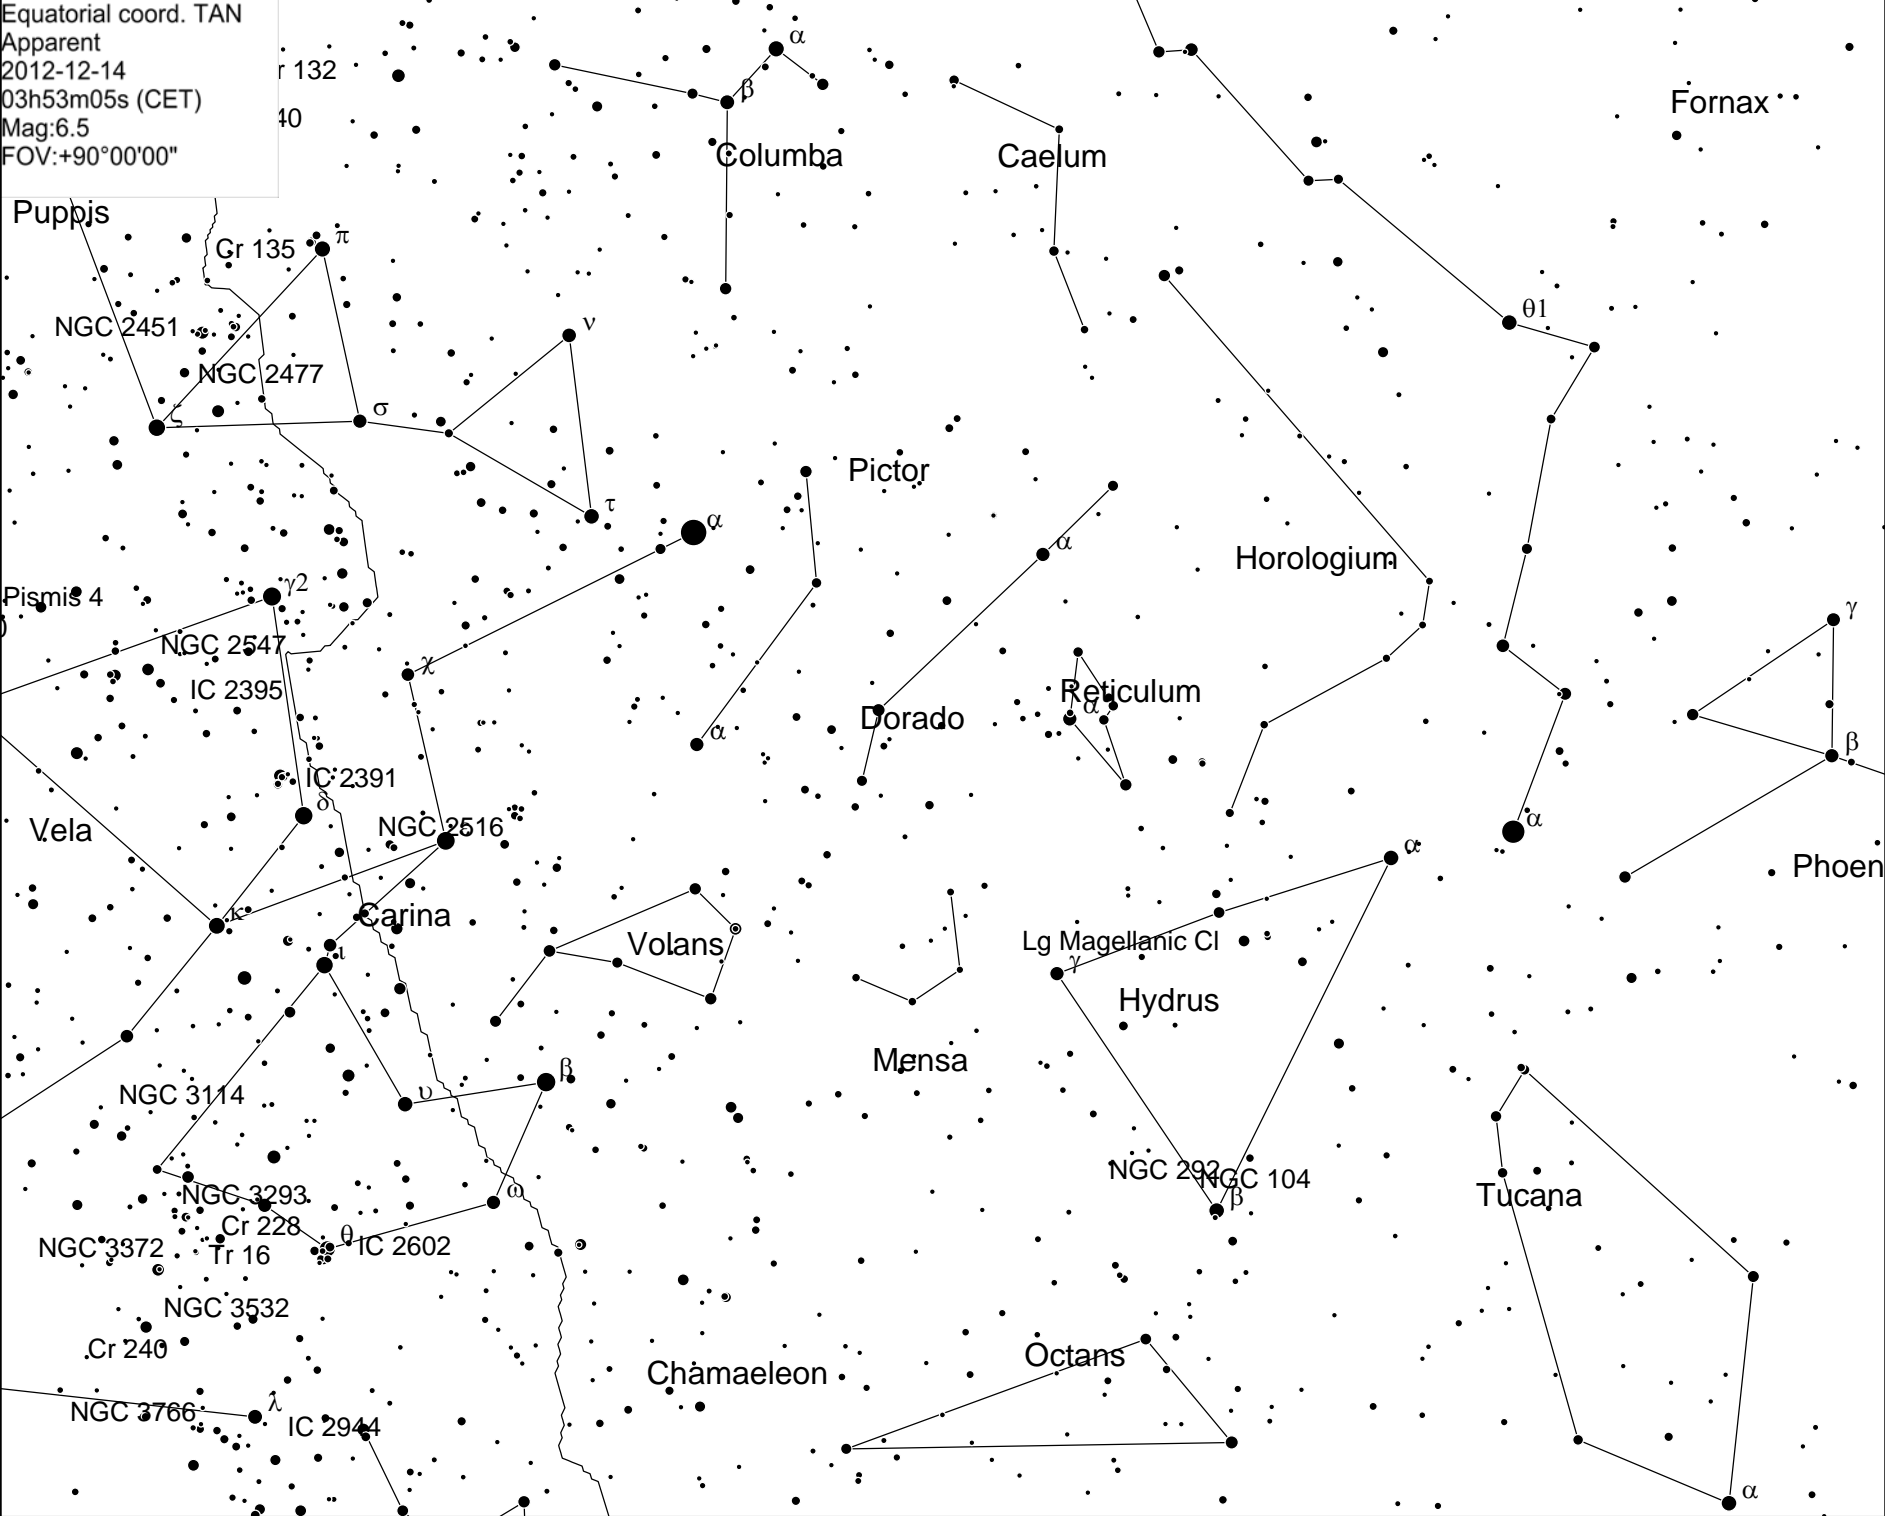 Equatorial coord. TAN
Apparent
2012-12-14
03h53m05s (CET)
Mag:6.5
FOV:+90°00'00"
r 132
40
α
β
Columba
Caelum
Fornax
Puppis
Cr 135
π
NGC 2451
ν
θ1
NGC 2477
ζ
σ
Pictor
τ
α
α
Horologium
Pismis 4
γ2
γ
NGC 2547
χ
IC 2395
Reticulum
α
Dorado
α
β
IC 2391
δ
Vela
NGC 2516
α
α
Phoen
κ
Carina
Volans
Lg Magellanic Cl
ι
γ
Hydrus
Mensa
β
NGC 3114
υ
NGC 292
NGC 104
β
Tucana
NGC 3293
ω
Cr 228
θ
NGC 3372
Tr 16
IC 2602
NGC 3532
Cr 240
Octans
Chamaeleon
λ
NGC 3766
IC 2944
α